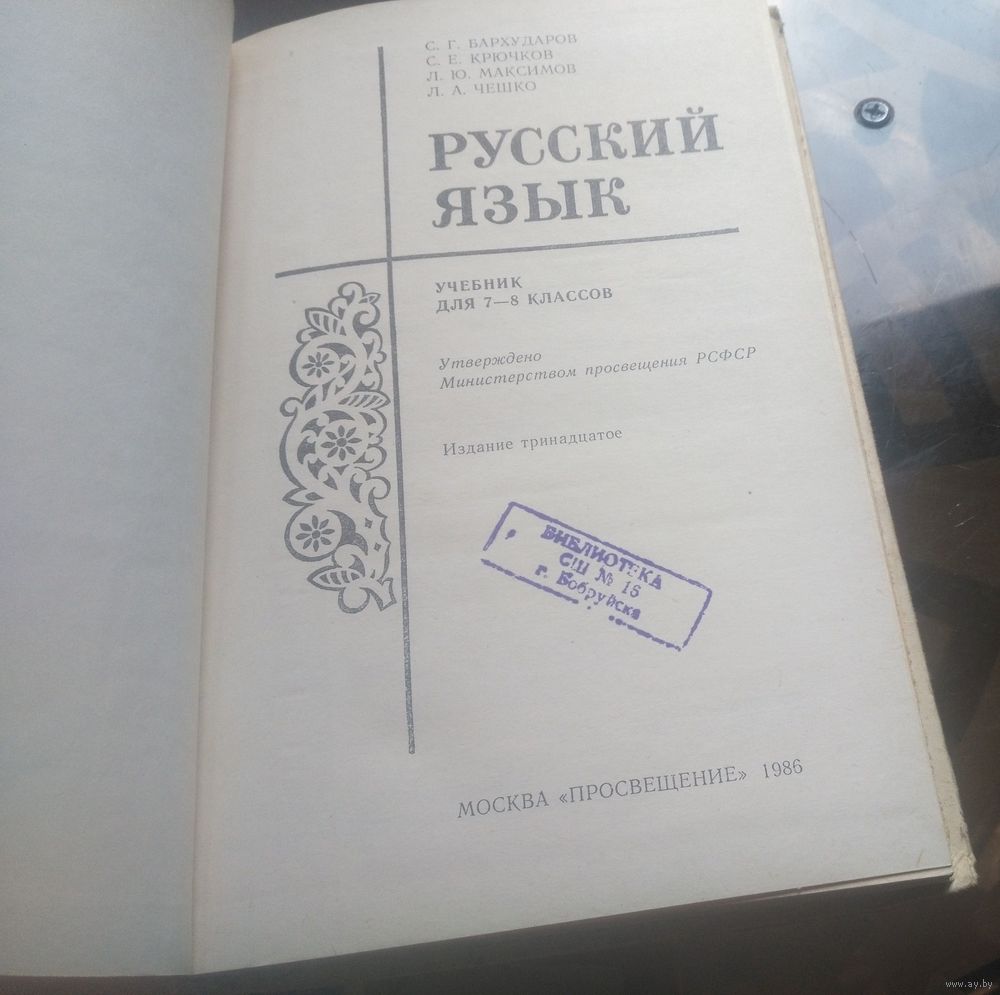 С. Г. БАРХУДАРОВ
С. Е. КРЮЧКОВ
Л. Ю. МАКСИМОВ
Л. А. ЧЕШКО
РУССКИЙ
ЯЗЫК
УЧЕБНИК
ДЛЯ 7—8 КЛАССОВ
Утверждено
Министерством просвещения РСФСР
Издание тринадцатое
БИБЛИОТЕКА
СШ № 16
г. Бобруйска
МОСКВА «ПРОСВЕЩЕНИЕ» 1986
www.ay.by